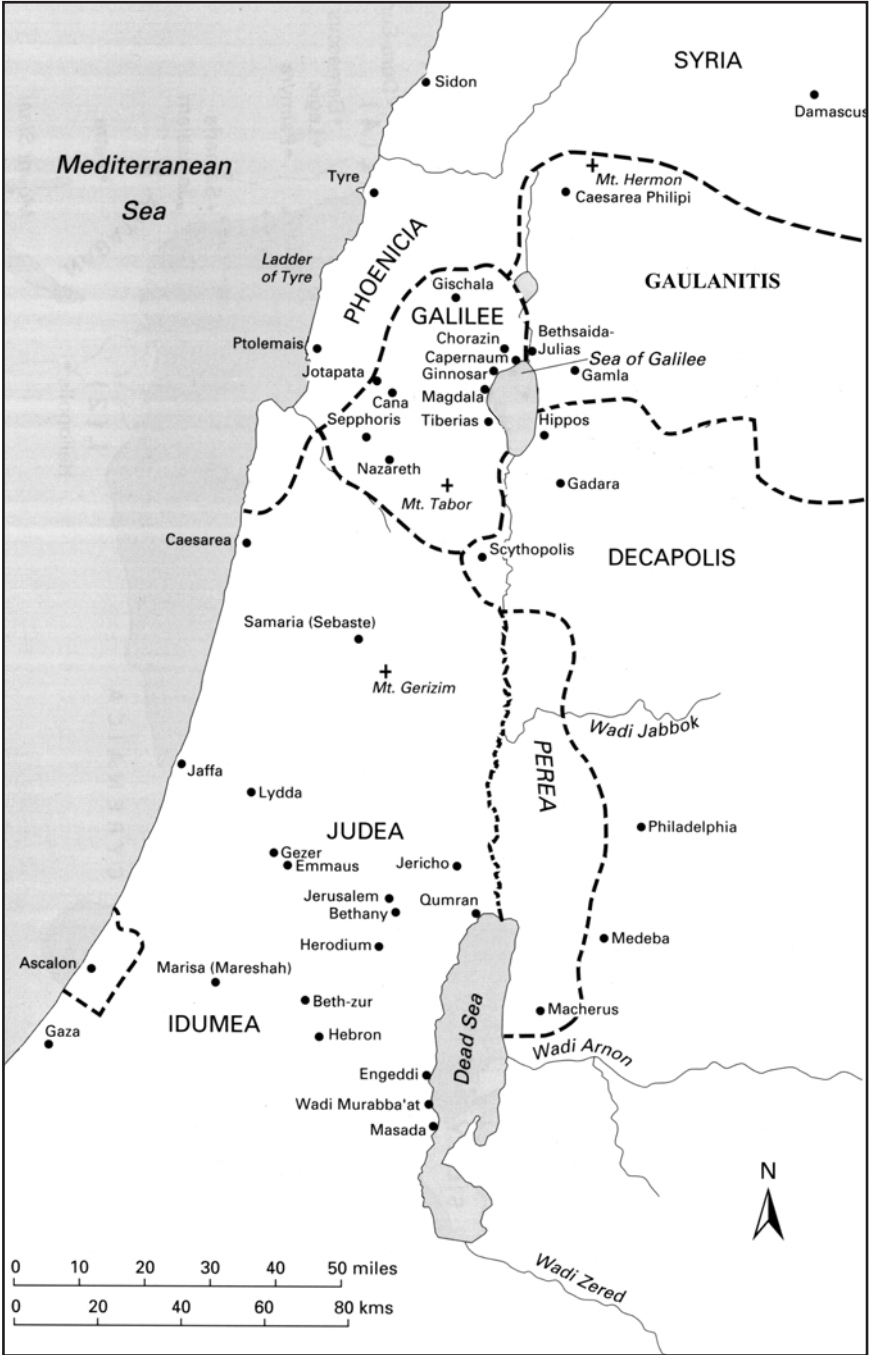 SYRIA
Sidon
Damascus
Mediterranean
Sea
Mt. Hermon
Tyre
Caesarea Philipi
Ladder
of Tyre
PHOENICIA
Gischala
GAULANITIS
GALILEE
Ptolemais
Chorazin
Bethsaida-
Julias
Capernaum
Sea of Galilee
Jotapata
Ginnosar
Gamla
Cana
Magdala
Sepphoris
Tiberias
Hippos
Nazareth
Mt. Tabor
Gadara
Caesarea
Scythopolis
DECAPOLIS
Samaria (Sebaste)
Mt. Gerizim
Wadi Jabbok
PEREA
Jaffa
Lydda
JUDEA
Philadelphia
Gezer
Emmaus
Jericho
Jerusalem
Qumran
Bethany
Herodium
Medeba
Ascalon
Marisa (Mareshah)
Beth-zur
Macherus
IDUMEA
Gaza
Hebron
Dead Sea
Wadi Arnon
Engeddi
Wadi Murabba'at
Masada
N
Wadi Zered
0 10 20 30 40 50 miles
0 20 40 60 80 kms